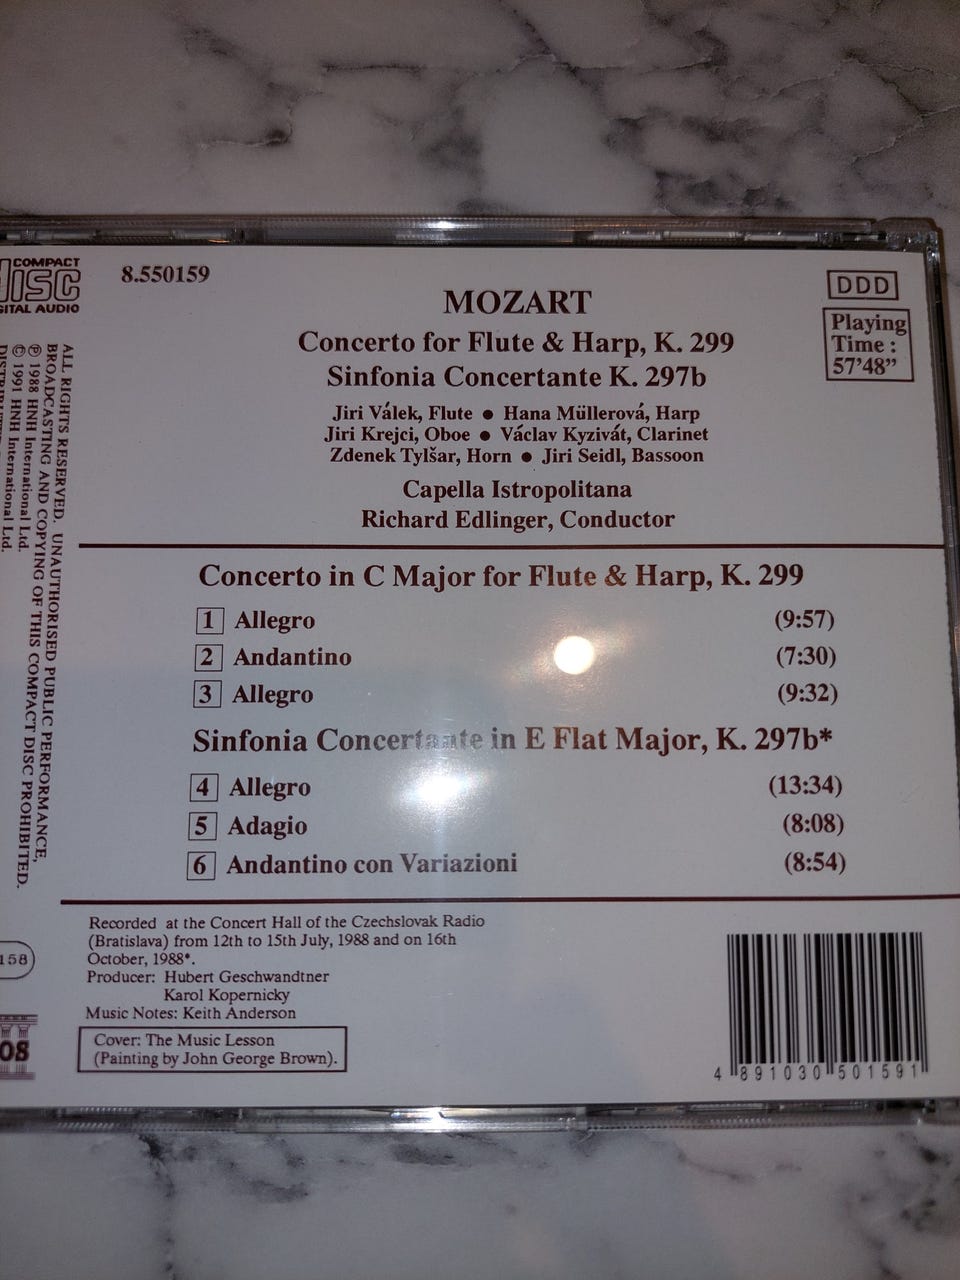 COMPACT
DISC
DIGITAL AUDIO
8.550159
DDD
Playing
Time :
57'48”
MOZART
Concerto for Flute & Harp, K. 299
Sinfonia Concertante K. 297b
Jiri Válek, Flute ● Hana Müllerová, Harp
Jiri Krejci, Oboe ● Václav Kyzivát, Clarinet
Zdenek Tylšar, Horn ● Jiri Seidl, Bassoon
Capella Istropolitana
Richard Edlinger, Conductor
Concerto in C Major for Flute & Harp, K. 299
1 Allegro (9:57)
2 Andantino (7:30)
3 Allegro (9:32)
Sinfonia Concertante in E Flat Major, K. 297b*
4 Allegro (13:34)
5 Adagio (8:08)
6 Andantino con Variazioni (8:54)
Recorded at the Concert Hall of the Czechslovak Radio
(Bratislava) from 12th to 15th July, 1988 and on 16th
October, 1988*.
Producer: Hubert Geschwandtner
Karol Kopernicky
Music Notes: Keith Anderson
Cover: The Music Lesson
(Painting by John George Brown).
4 891030 501591
ALL RIGHTS RESERVED. UNAUTHORISED PUBLIC PERFORMANCE,
BROADCASTING AND COPYING OF THIS COMPACT DISC PROHIBITED.
℗ 1988 HNH International Ltd.
© 1991 HNH International Ltd.
158
OS